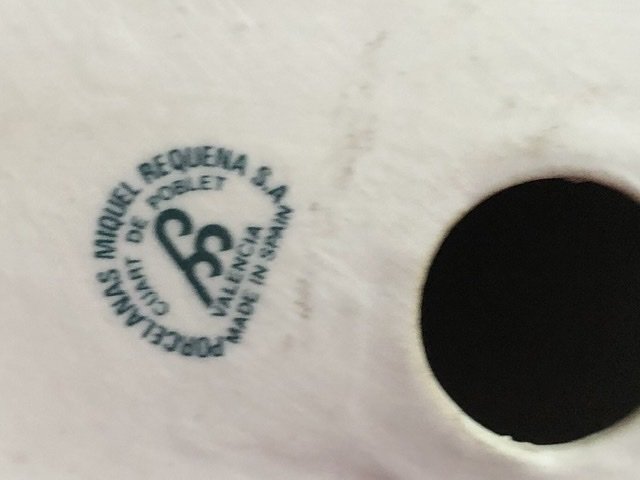 PORCELANAS MIQUEL REQUENA S.A.
CUART DE POBLET
VALENCIA
MADE IN SPAIN